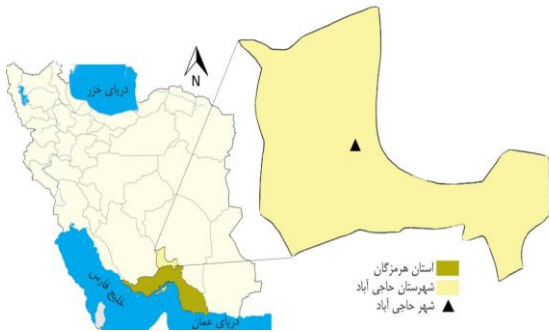 دریای خزر
N
خلیج فارس
دریای عمان
استان هرمزگان
شهرستان حاجی آباد
شهر حاجی آباد